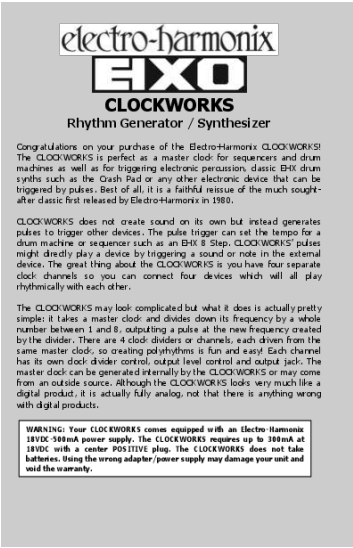 electro-harmonix
EHX
CLOCKWORKS
Rhythm Generator / Synthesizer
Congratulations on your purchase of the Electro-Harmonix CLOCKWORKS!
The CLOCKWORKS is perfect as a master clock for sequencers and drum
machines as well as for triggering electronic percussion, classic EHX drum
synths such as the Crash Pad or any other electronic device that can be
triggered by pulses. Best of all, it is a faithful reissue of the much sought-
after classic first released by Electro-Harmonix in 1980.
CLOCKWORKS does not create sound on its own but instead generates
pulses to trigger other devices. The pulse trigger can set the tempo for a
drum machine or sequencer such as an EHX 8 Step. CLOCKWORKS' pulses
might directly play a device by triggering a sound or note in the external
device. The great thing about the CLOCKWORKS is you have four separate
clock channels so you can connect four devices which will all play
rhythmically with each other.
The CLOCKWORKS may look complicated but what it does is actually pretty
simple: it takes a master clock and divides down its frequency by a whole
number between 1 and 8, outputting a pulse at the new frequency created
by the divider. There are 4 clock dividers or channels, each driven from the
same master clock, so creating polyrhythms is fun and easy! Each channel
has its own clock divider control, output level control and output jack. The
master clock can be generated internally by the CLOCKWORKS or may come
from an outside source. Although the CLOCKWORKS looks very much like a
digital product, it is actually fully analog, not that there is anything wrong
with digital products.
WARNING: Your CLOCKWORKS comes equipped with an Electro-Harmonix
18VDC-500mA power supply. The CLOCKWORKS requires up to 300mA at
18VDC with a center POSITIVE plug. The CLOCKWORKS does not take
batteries. Using the wrong adapter/power supply may damage your unit and
void the warranty.